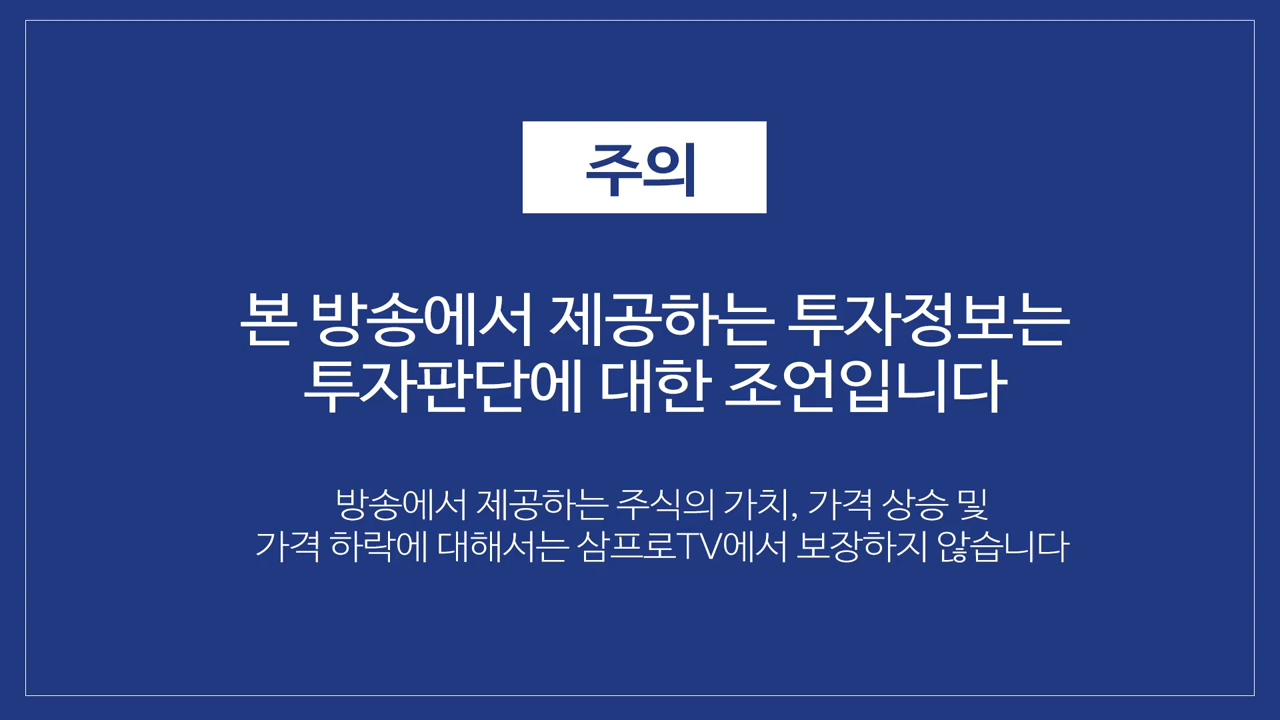 주의
본 방송에서 제공하는 투자정보는
투자판단에 대한 조언입니다
방송에서 제공하는 주식의 가치, 가격 상승 및
가격 하락에 대해서는 삼프로TV에서 보장하지 않습니다